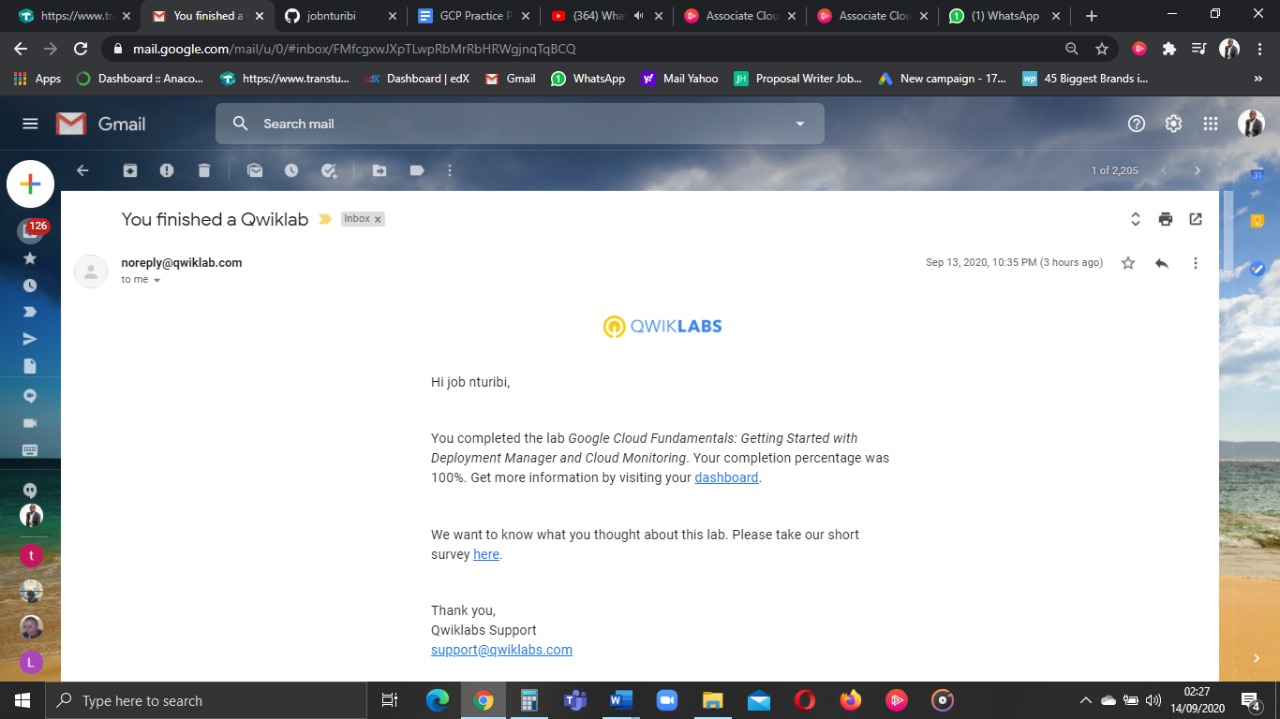 https://www.tr
You finished a
jobnturibi
GCP Practice P
(364) Wha
Associate Clou
Associate Clou
(1) WhatsApp
mail.google.com/mail/u/0/#inbox/FMfcgxwJXpTLwpRbMrRbHRWgjnqTqBCQ
Apps
Dashboard :: Anaco...
https://www.transtu...
edX
Dashboard | edX
Gmail
WhatsApp
Mail Yahoo
JH
Proposal Writer Job...
New campaign - 17...
wp
45 Biggest Brands i...
»
Gmail
Search mail
1 of 2,205
31
126
You finished a Qwiklab
Inbox x
noreply@qwiklab.com
Sep 13, 2020, 10:35 PM (3 hours ago)
to me
QWIKLABS
Hi job nturibi,
You completed the lab Google Cloud Fundamentals: Getting Started with
Deployment Manager and Cloud Monitoring. Your completion percentage was
100%. Get more information by visiting your dashboard.
We want to know what you thought about this lab. Please take our short
survey here.
t
Thank you,
Qwiklabs Support
support@qwiklabs.com
L
Type here to search
02:27
14/09/2020
4